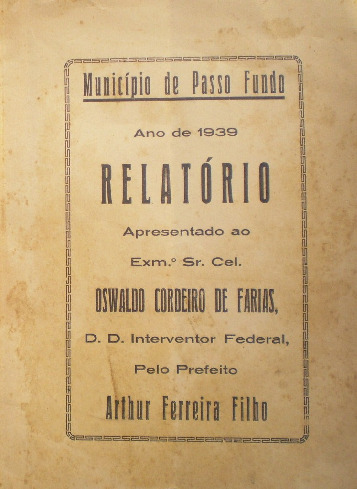 Município de Passo Fundo
Ano de 1939
RELATÓRIO
Apresentado ao
Exm.º Sr. Cel.
OSWALDO CORDEIRO DE FARIAS,
D. D. Interventor Federal,
Pelo Prefeito
Arthur Ferreira Filho